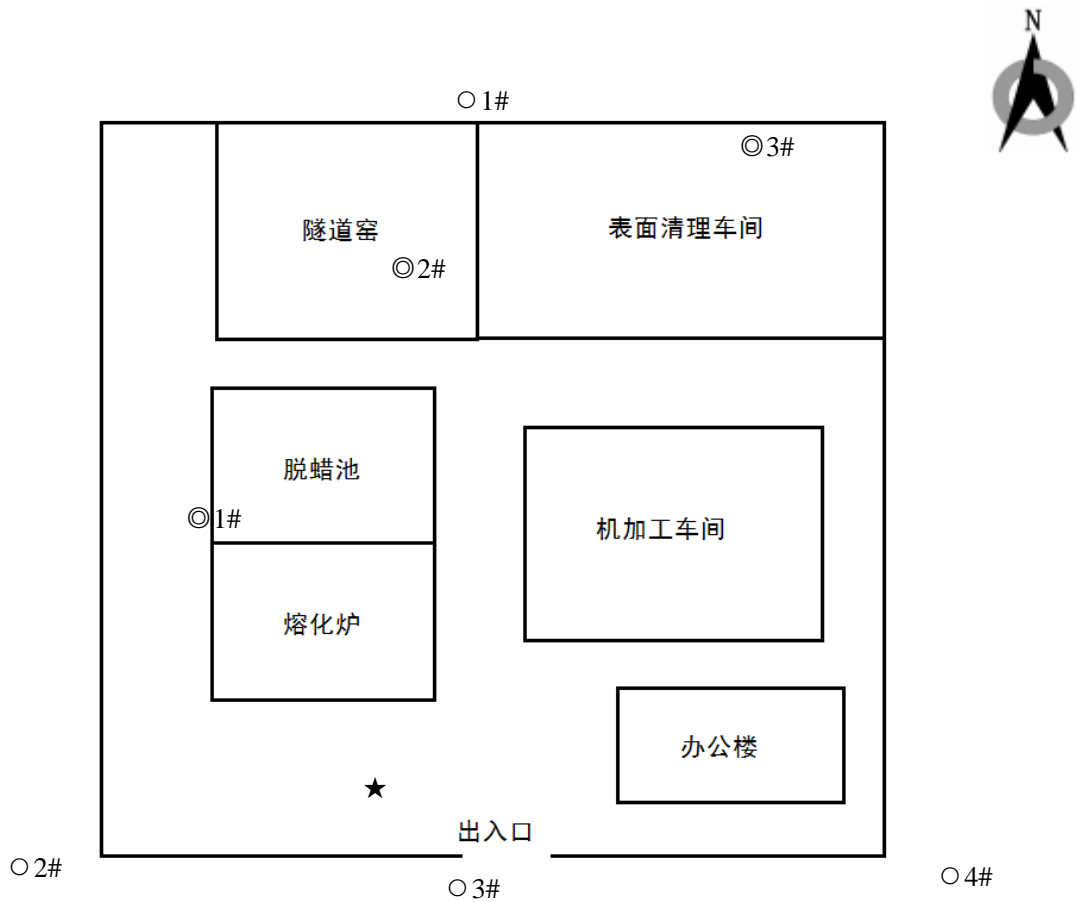 N
○1#
◎3#
隧道窑
表面清理车间
◎2#
脱蜡池
◎1#
机加工车间
熔化炉
办公楼
★
出入口
○2#
○3#
○4#